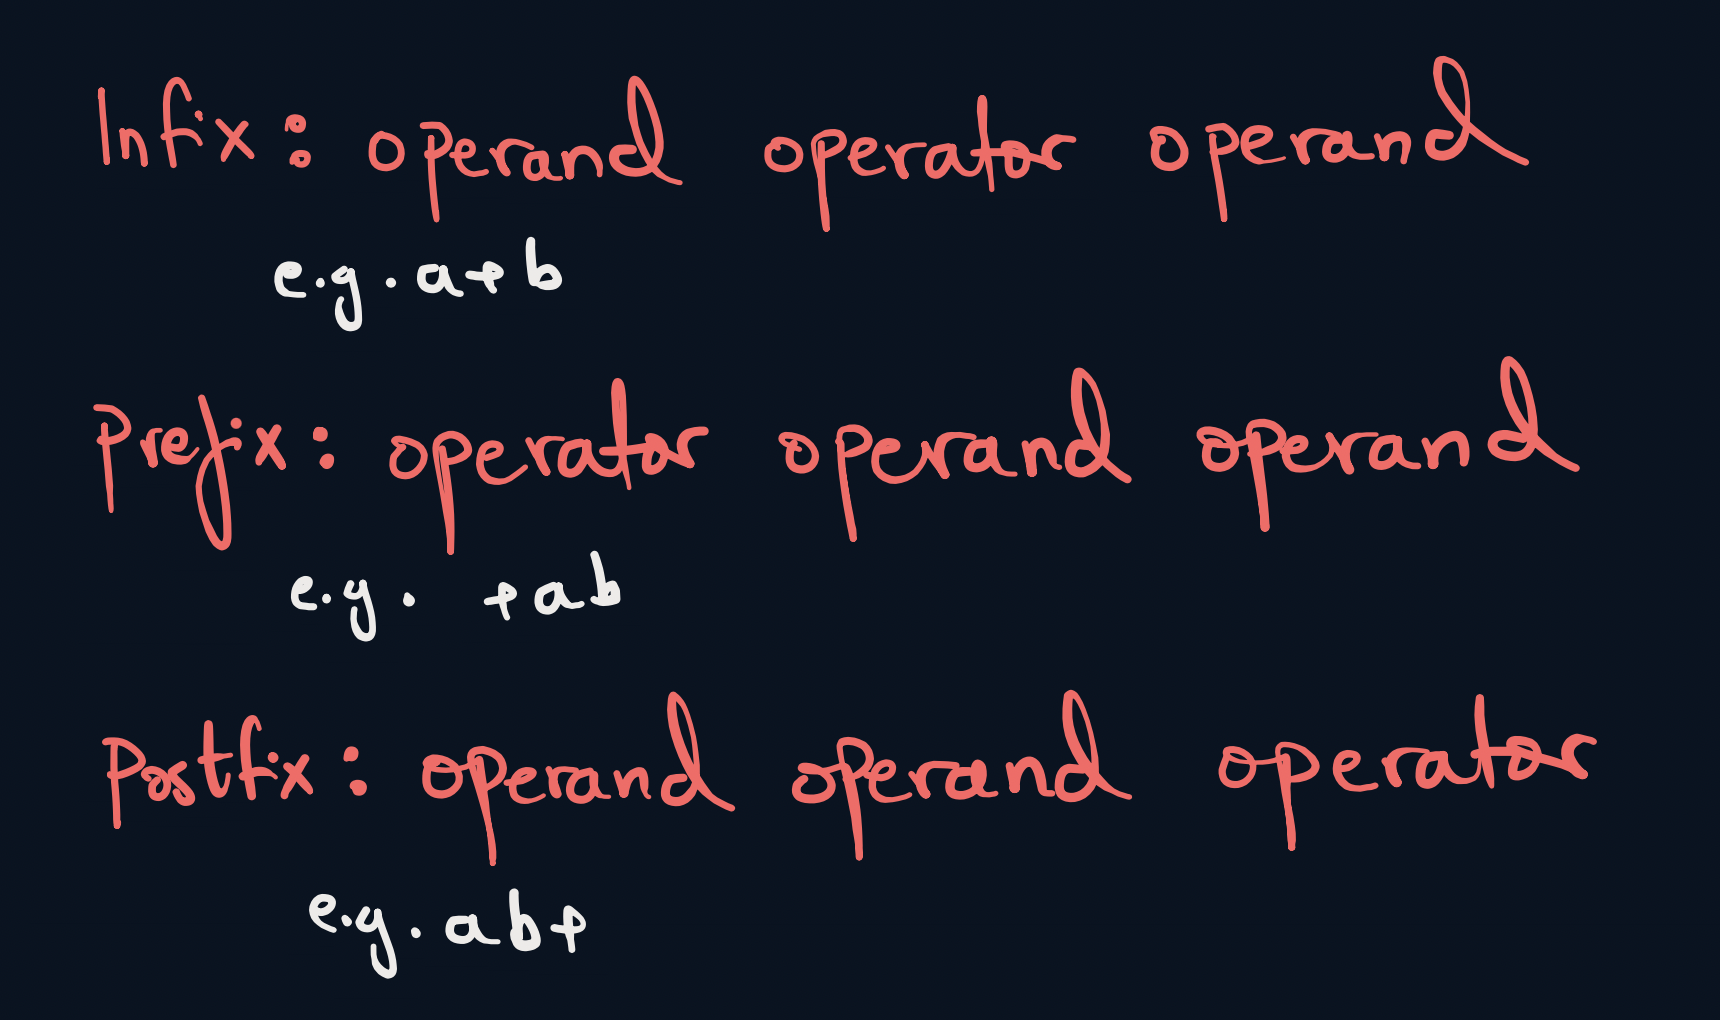 Infix: operand operator operand
e.g. a+b
Prefix: operator operand operand
e.g. +ab
Postfix: operand operand operator
e.g. ab+